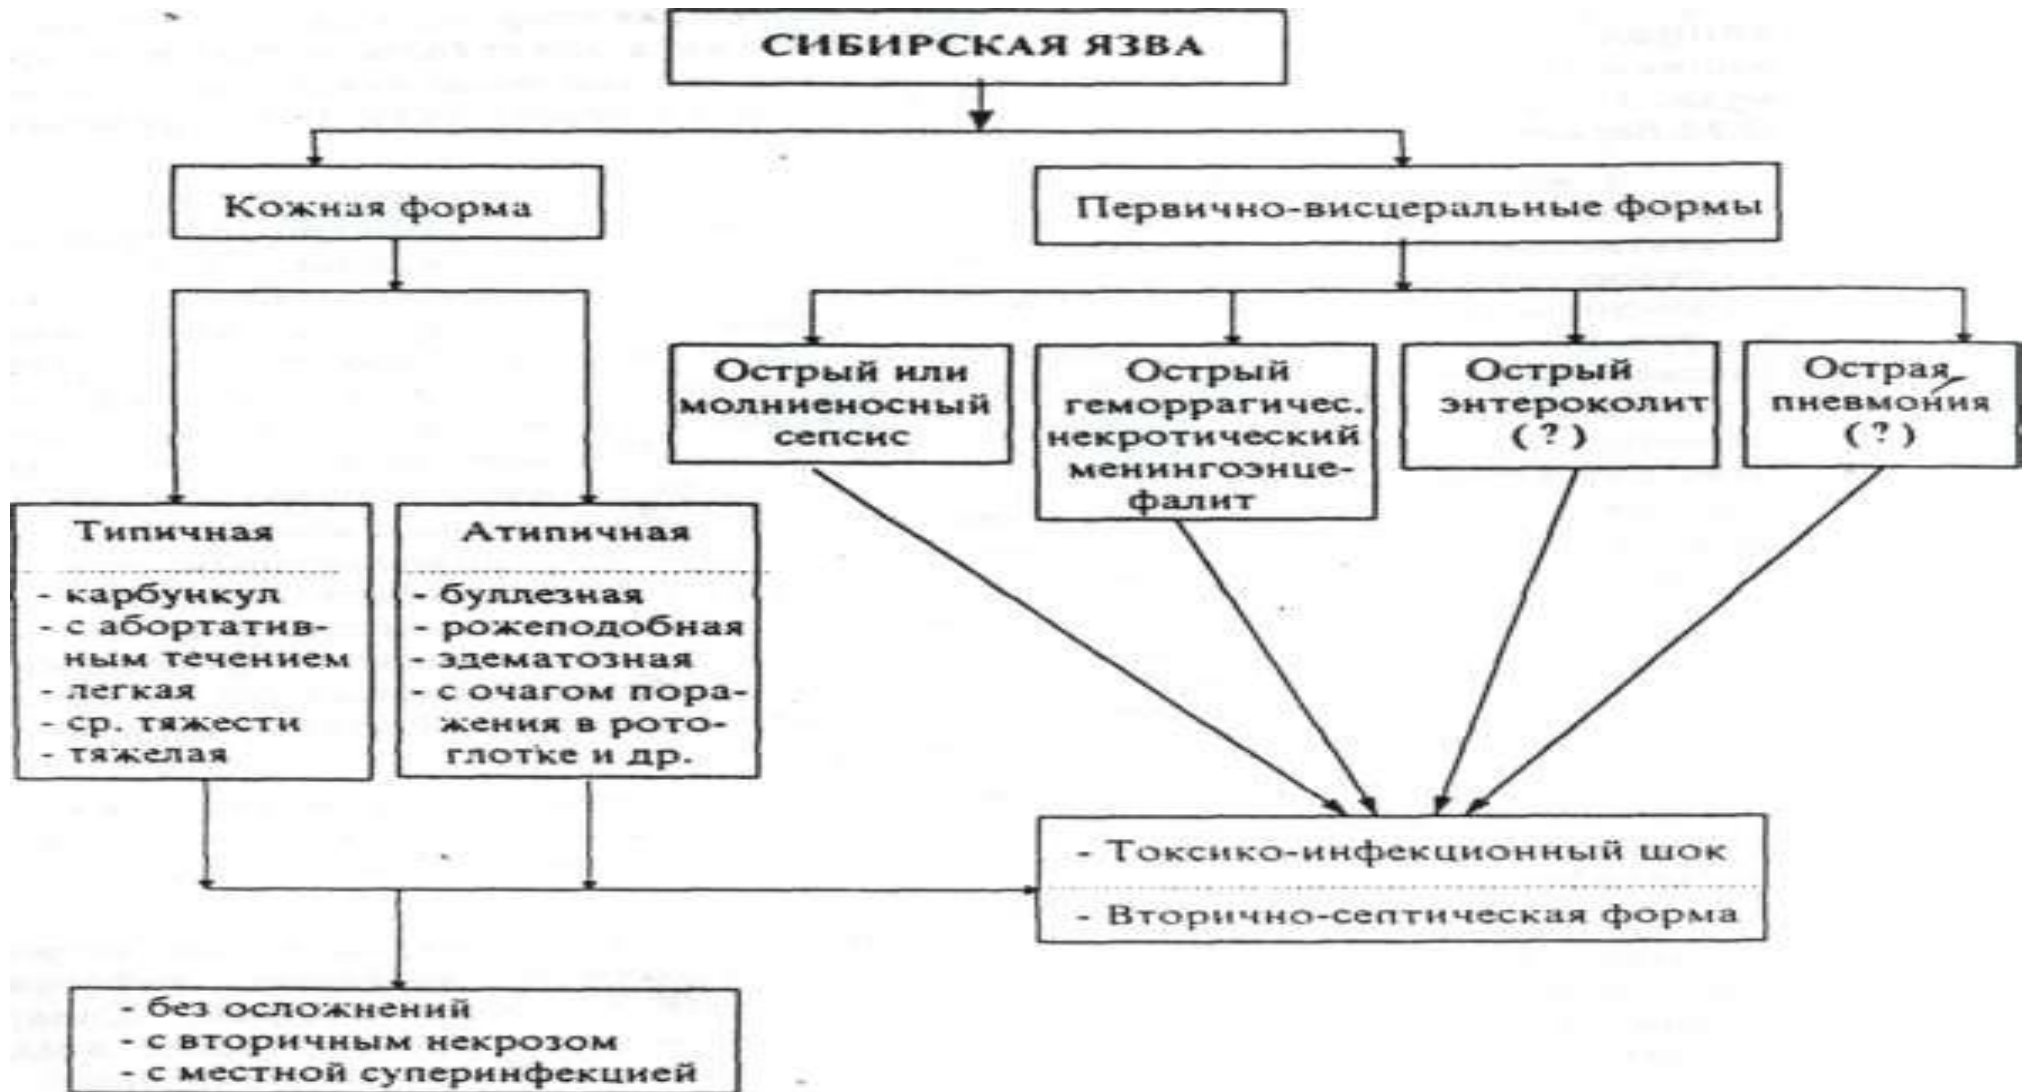 СИБИРСКАЯ ЯЗВА
Кожная форма
Первично-висцеральные формы
Острый или
молниеносный
сепсис
Острый
геморрагичес.
некротический
менингоэнце-
фалит
Острый
энтероколит
(?)
Острая
пневмония
(?)
Типичная
- карбункул
- с абортатив-
ным течением
- легкая
- ср. тяжести
- тяжелая
Атипичная
- буллезная
- рожеподобная
- эдематозная
- с очагом пора-
жения в рото-
глотке и др.
- Токсико-инфекционный шок
- Вторично-септическая форма
- без осложнений
- с вторичным некрозом
- с местной суперинфекцией